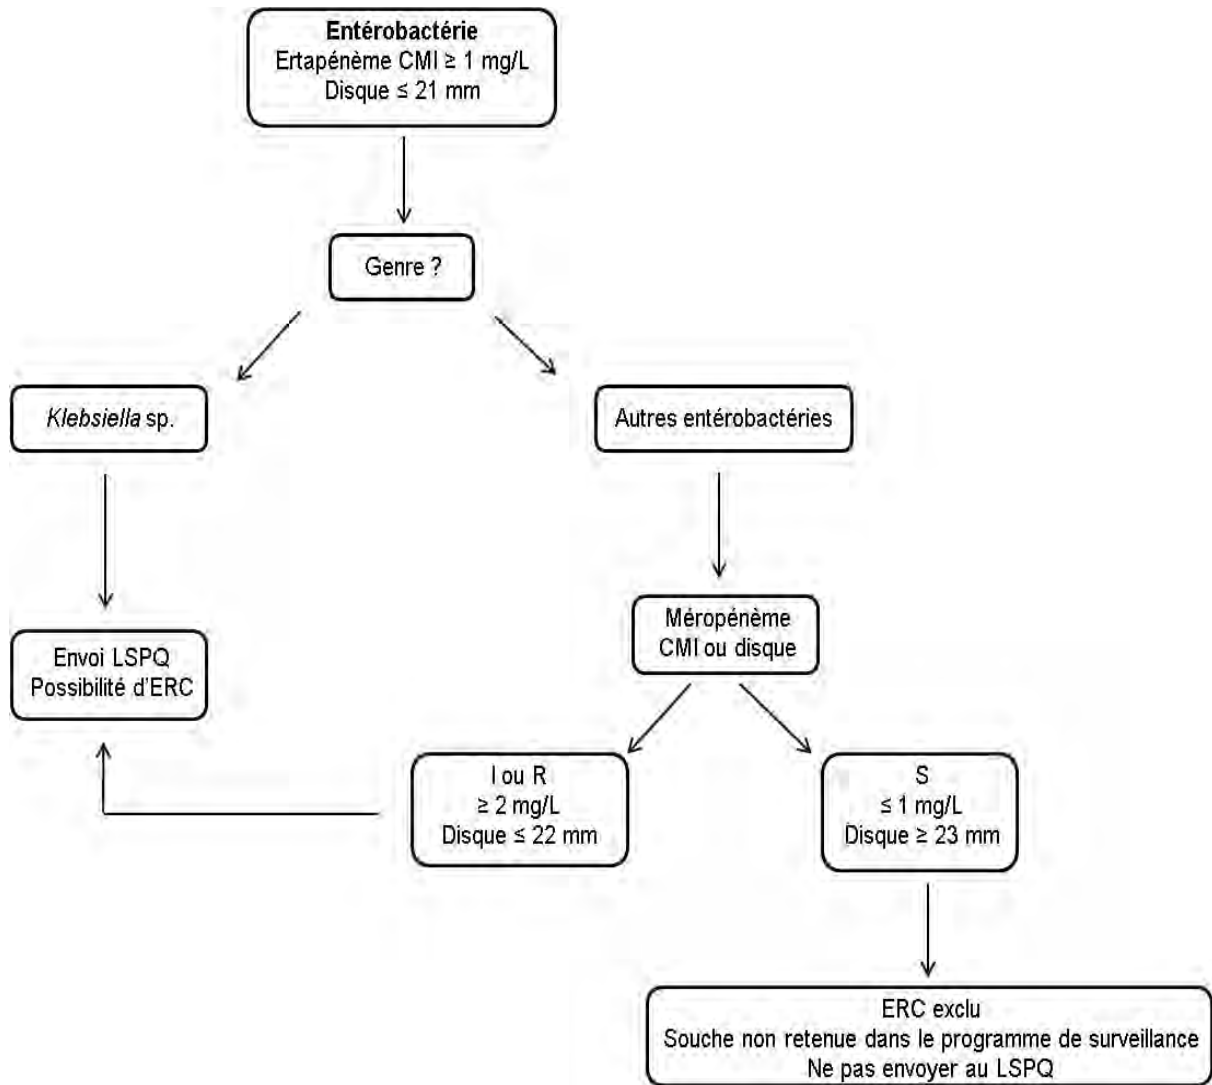 Entérobactérie
Ertapénème CMI ≥ 1 mg/L
Disque ≤ 21 mm
Genre ?
Klebsiella sp.
Autres entérobactéries
Méropénème
CMI ou disque
Envoi LSPQ
Possibilité d'ERC
I ou R
≥ 2 mg/L
Disque ≤ 22 mm
S
≤ 1 mg/L
Disque ≥ 23 mm
ERC exclu
Souche non retenue dans le programme de surveillance
Ne pas envoyer au LSPQ